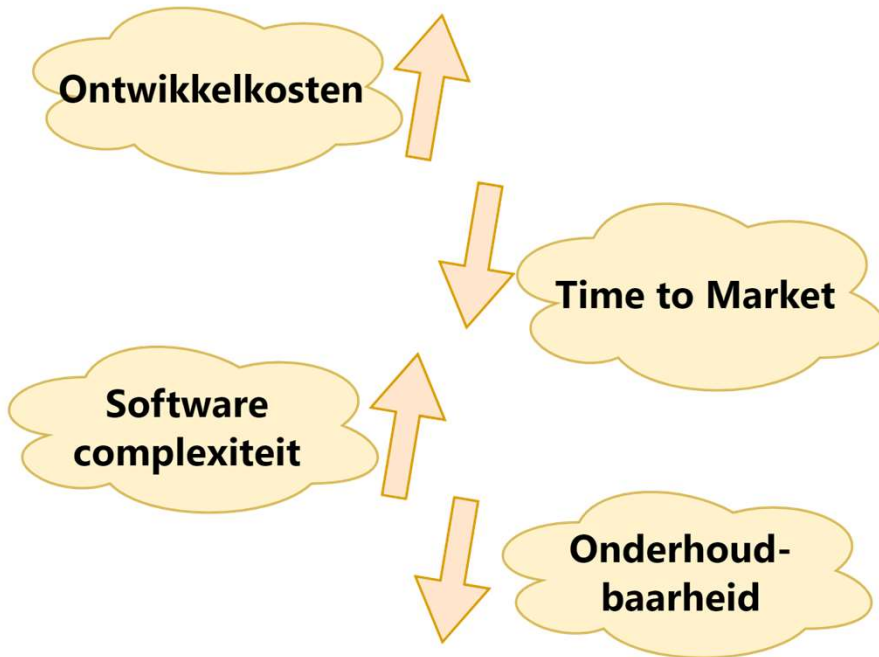 Ontwikkelkosten
Time to Market
Software
complexiteit
Onderhoud-
baarheid